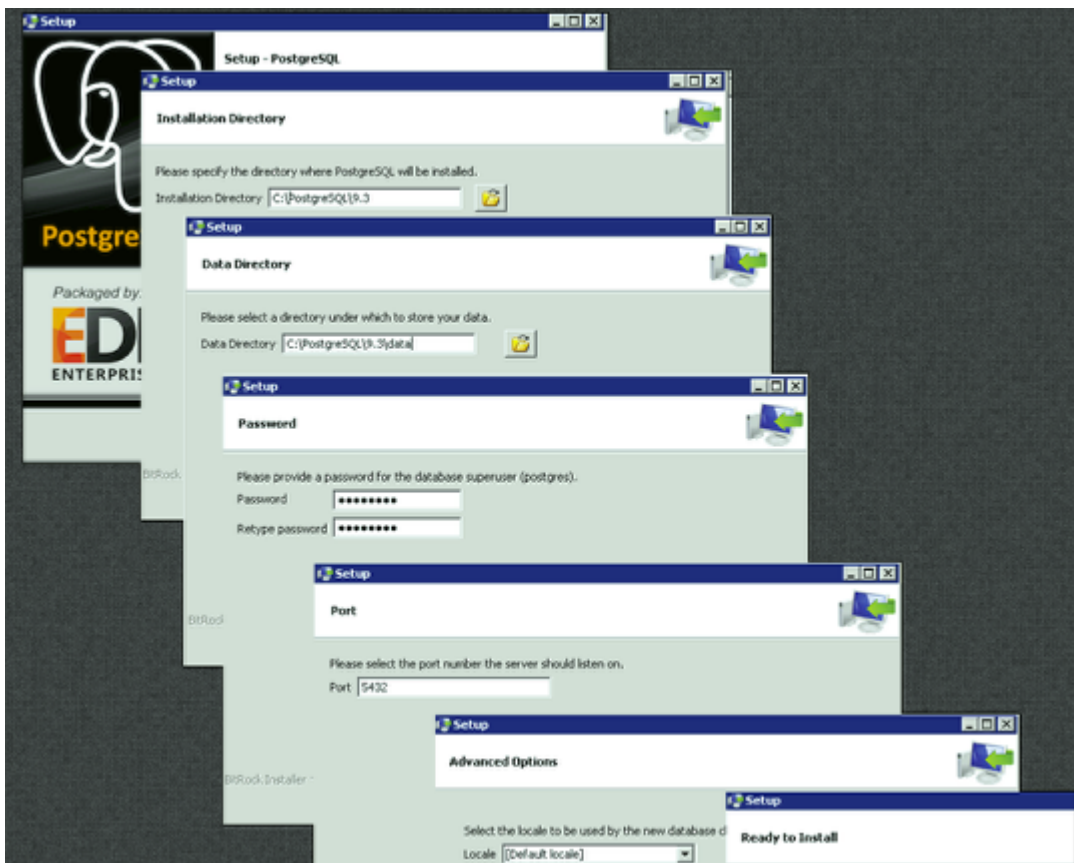 Setup
Setup - PostgreSQL
Postgre
Packaged by:
ED
ENTERPRIS
Setup
Installation Directory
Please specify the directory where PostgreSQL will be installed.
Installation Directory C:\PostgreSQL\9.3
BitRock
Setup
Data Directory
Please select a directory under which to store your data.
Data Directory C:\PostgreSQL\9.3\data
BitRock
Setup
Password
Please provide a password for the database superuser (postgres).
Password ••••••••
Retype password ••••••••
BitRock Installer
Setup
Port
Please select the port number the server should listen on.
Port 5432
Setup
Advanced Options
Select the locale to be used by the new database cl
Locale [Default locale]
Setup
Ready to Install